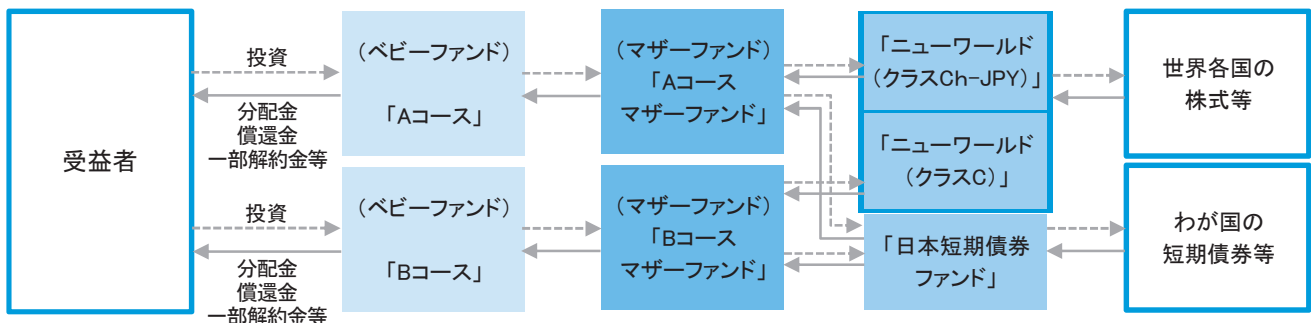 受益者
投資
分配金
償還金
一部解約金等
投資
分配金
償還金
一部解約金等
（ベビーファンド）
「Aコース」
（ベビーファンド）
「Bコース」
（マザーファンド）
「Aコース
マザーファンド」
（マザーファンド）
「Bコース
マザーファンド」
「ニューワールド
（クラスCh-JPY）」
「ニューワールド
（クラスC）」
「日本短期債券
ファンド」
世界各国の
株式等
わが国の
短期債券等